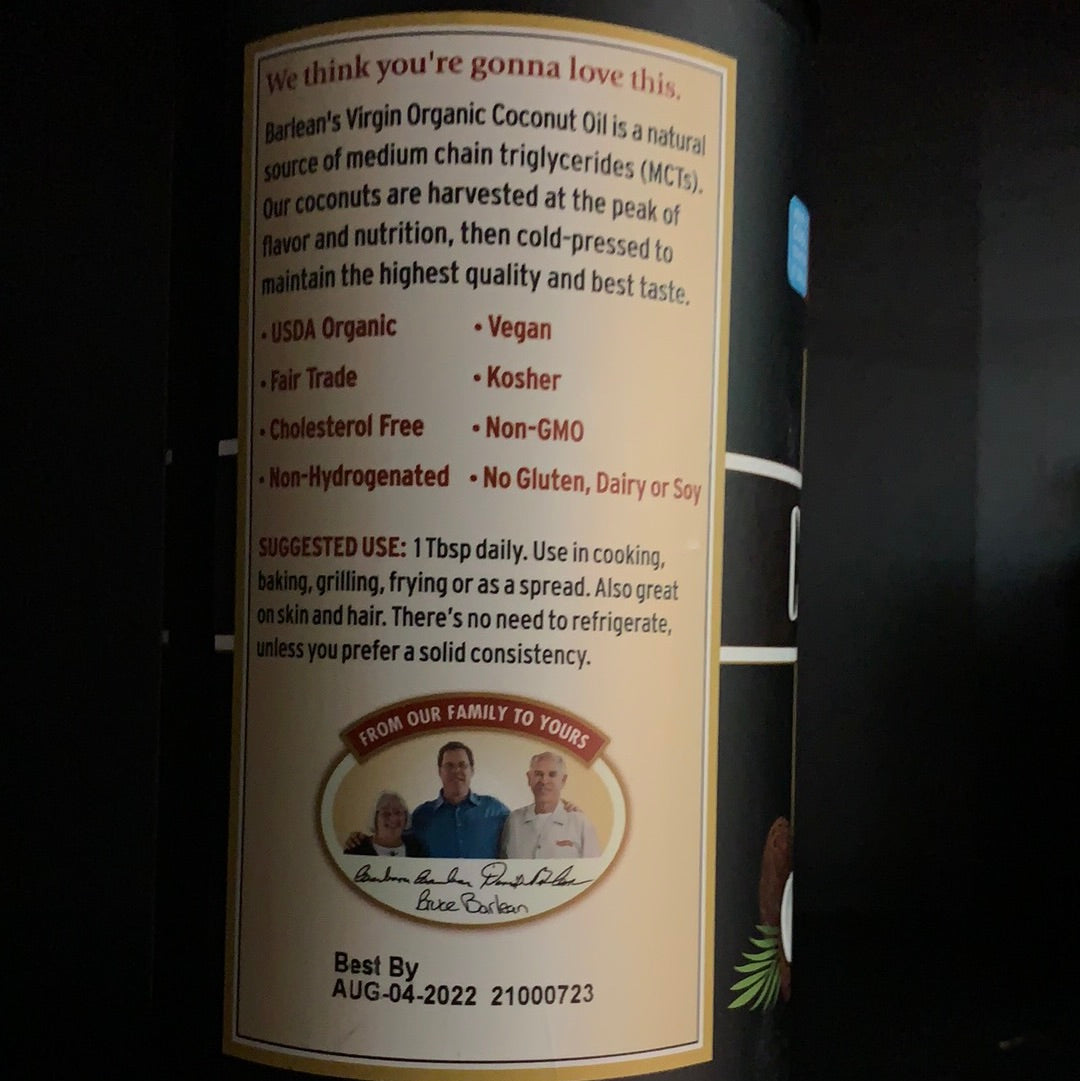 We think you're gonna love this.
Barlean's Virgin Organic Coconut Oil is a natural
source of medium chain triglycerides (MCTs).
Our coconuts are harvested at the peak of
flavor and nutrition, then cold-pressed to
maintain the highest quality and best taste.
• USDA Organic • Vegan
• Fair Trade • Kosher
• Cholesterol Free • Non-GMO
• Non-Hydrogenated • No Gluten, Dairy or Soy
SUGGESTED USE: 1 Tbsp daily. Use in cooking,
baking, grilling, frying or as a spread. Also great
on skin and hair. There's no need to refrigerate,
unless you prefer a solid consistency.
FROM OUR FAMILY TO YOURS
Bruce Barlean
Best By
AUG-04-2022 21000723